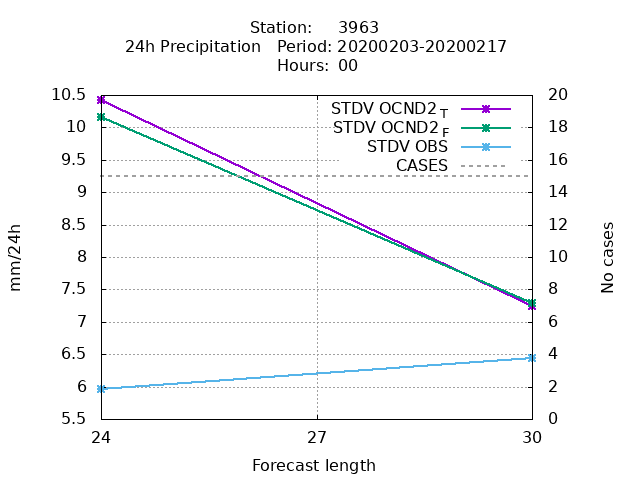 Station: 3963
24h Precipitation Period: 20200203-20200217
Hours: 00
10.5
10
9.5
9
8.5
8
7.5
7
6.5
6
5.5
mm/24h
STDV OCND2_T
STDV OCND2_F
STDV OBS
CASES
20
18
16
14
12
10
8
6
4
2
0
No cases
24 27 30
Forecast length